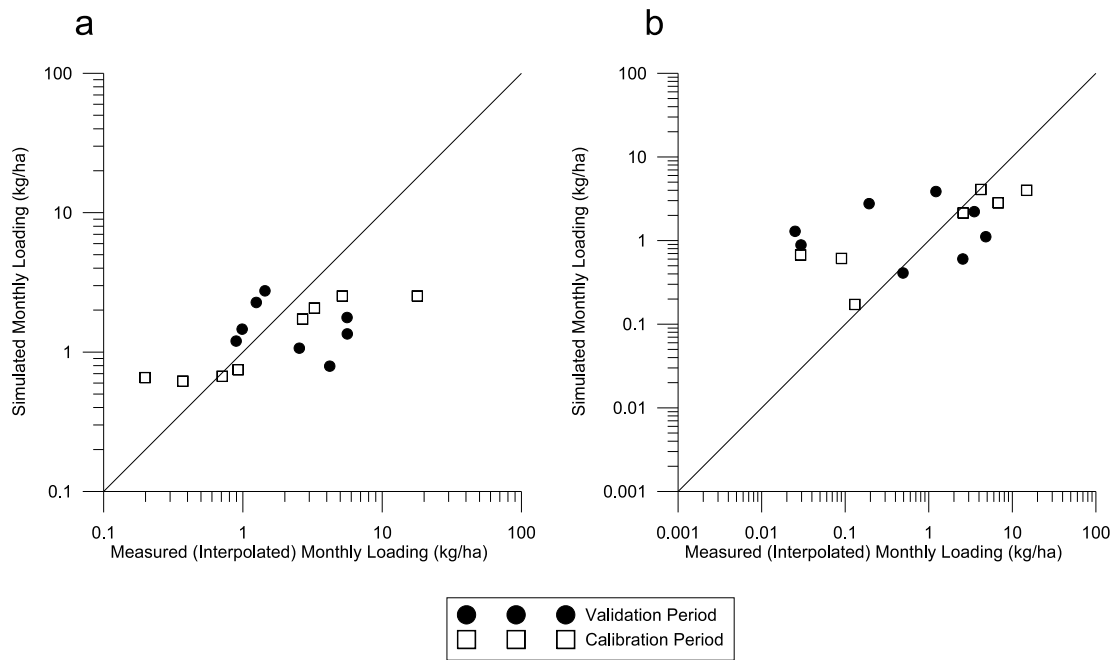 a
100
10
1
0.1
Simulated Monthly Loading (kg/ha)
0.1 1 10 100
Measured (Interpolated) Monthly Loading (kg/ha)
b
100
10
1
0.1
0.01
0.001
Simulated Monthly Loading (kg/ha)
0.001 0.01 0.1 1 10 100
Measured (Interpolated) Monthly Loading (kg/ha)
Validation Period
Calibration Period